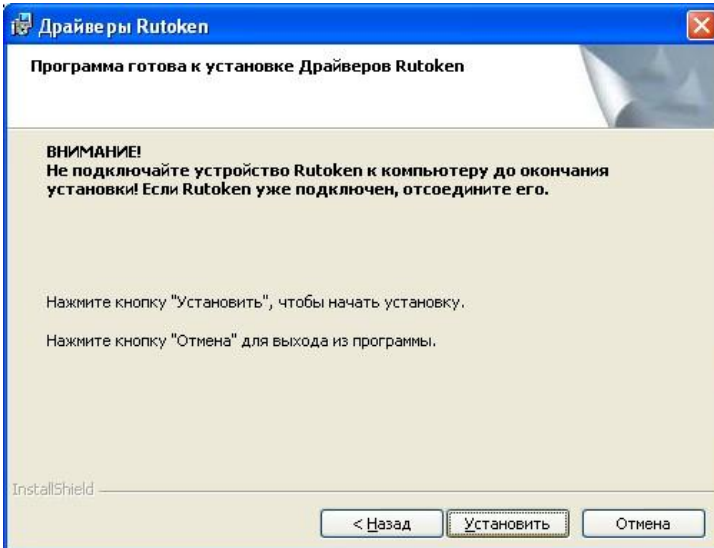 Драйверы Rutoken
Программа готова к установке Драйверов Rutoken
ВНИМАНИЕ!
Не подключайте устройство Rutoken к компьютеру до окончания
установки! Если Rutoken уже подключен, отсоедините его.
Нажмите кнопку "Установить", чтобы начать установку.
Нажмите кнопку "Отмена" для выхода из программы.
InstallShield
< Назад Установить Отмена